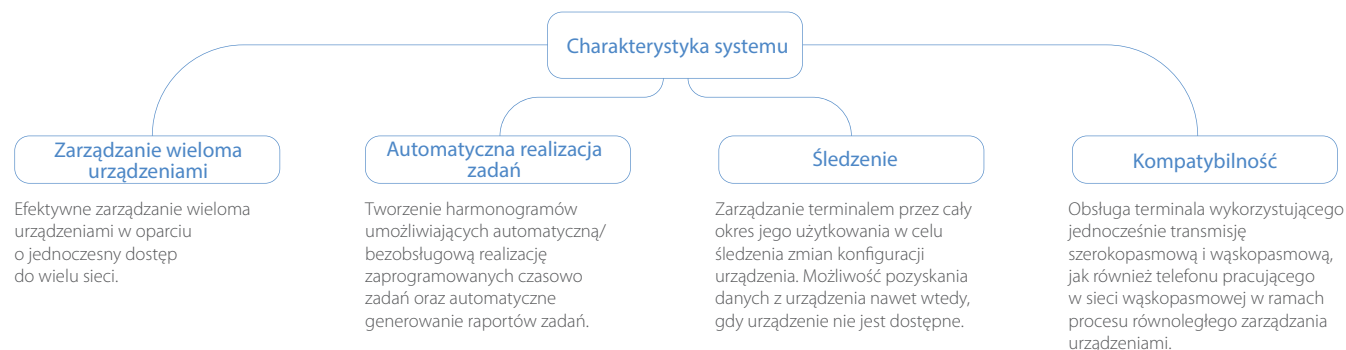 Charakterystyka systemu
Zarządzanie wieloma
urządzeniami
Efektywne zarządzanie wieloma
urządzeniami w oparciu
o jednoczesny dostęp
do wielu sieci.
Automatyczna realizacja
zadań
Tworzenie harmonogramów
umożliwiających automatyczną/
bezobsługową realizację
zaprogramowanych czasowo
zadań oraz automatyczne
generowanie raportów zadań.
Śledzenie
Zarządzanie terminalem przez cały
okres jego użytkowania w celu
śledzenia zmian konfiguracji
urządzenia. Możliwość pozyskania
danych z urządzenia nawet wtedy,
gdy urządzenie nie jest dostępne.
Kompatybilność
Obsługa terminala wykorzystującego
jednocześnie transmisję
szerokopasmową i wąskopasmową,
jak również telefonu pracującego
w sieci wąskopasmowej w ramach
procesu równoległego zarządzania
urządzeniami.